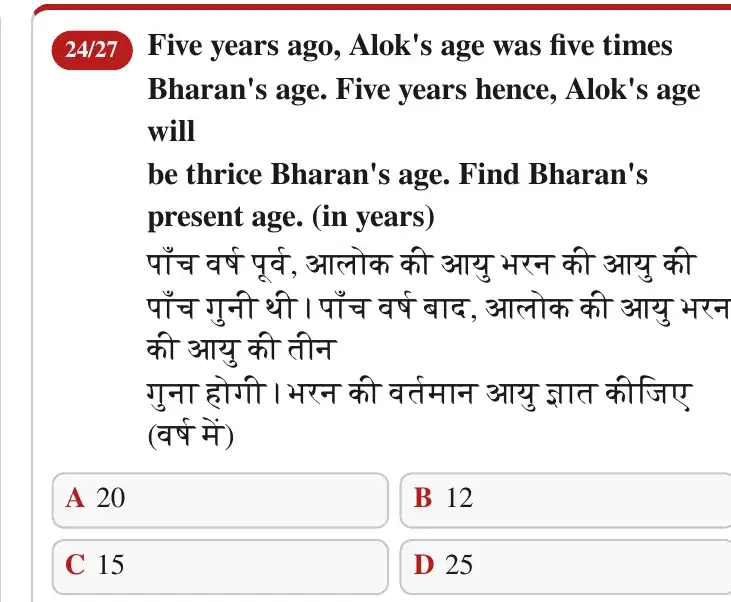 24/27 Five years ago, Alok's age was five times
Bharan's age. Five years hence, Alok's age
will
be thrice Bharan's age. Find Bharan's
present age. (in years)
पाँच वर्ष पूर्व, आलोक की आयु भरन की आयु की
पाँच गुनी थी। पाँच वर्ष बाद, आलोक की आयु भरन
की आयु की तीन
गुना होगी। भरन की वर्तमान आयु ज्ञात कीजिए
(वर्ष में)
A 20
B 12
C 15
D 25